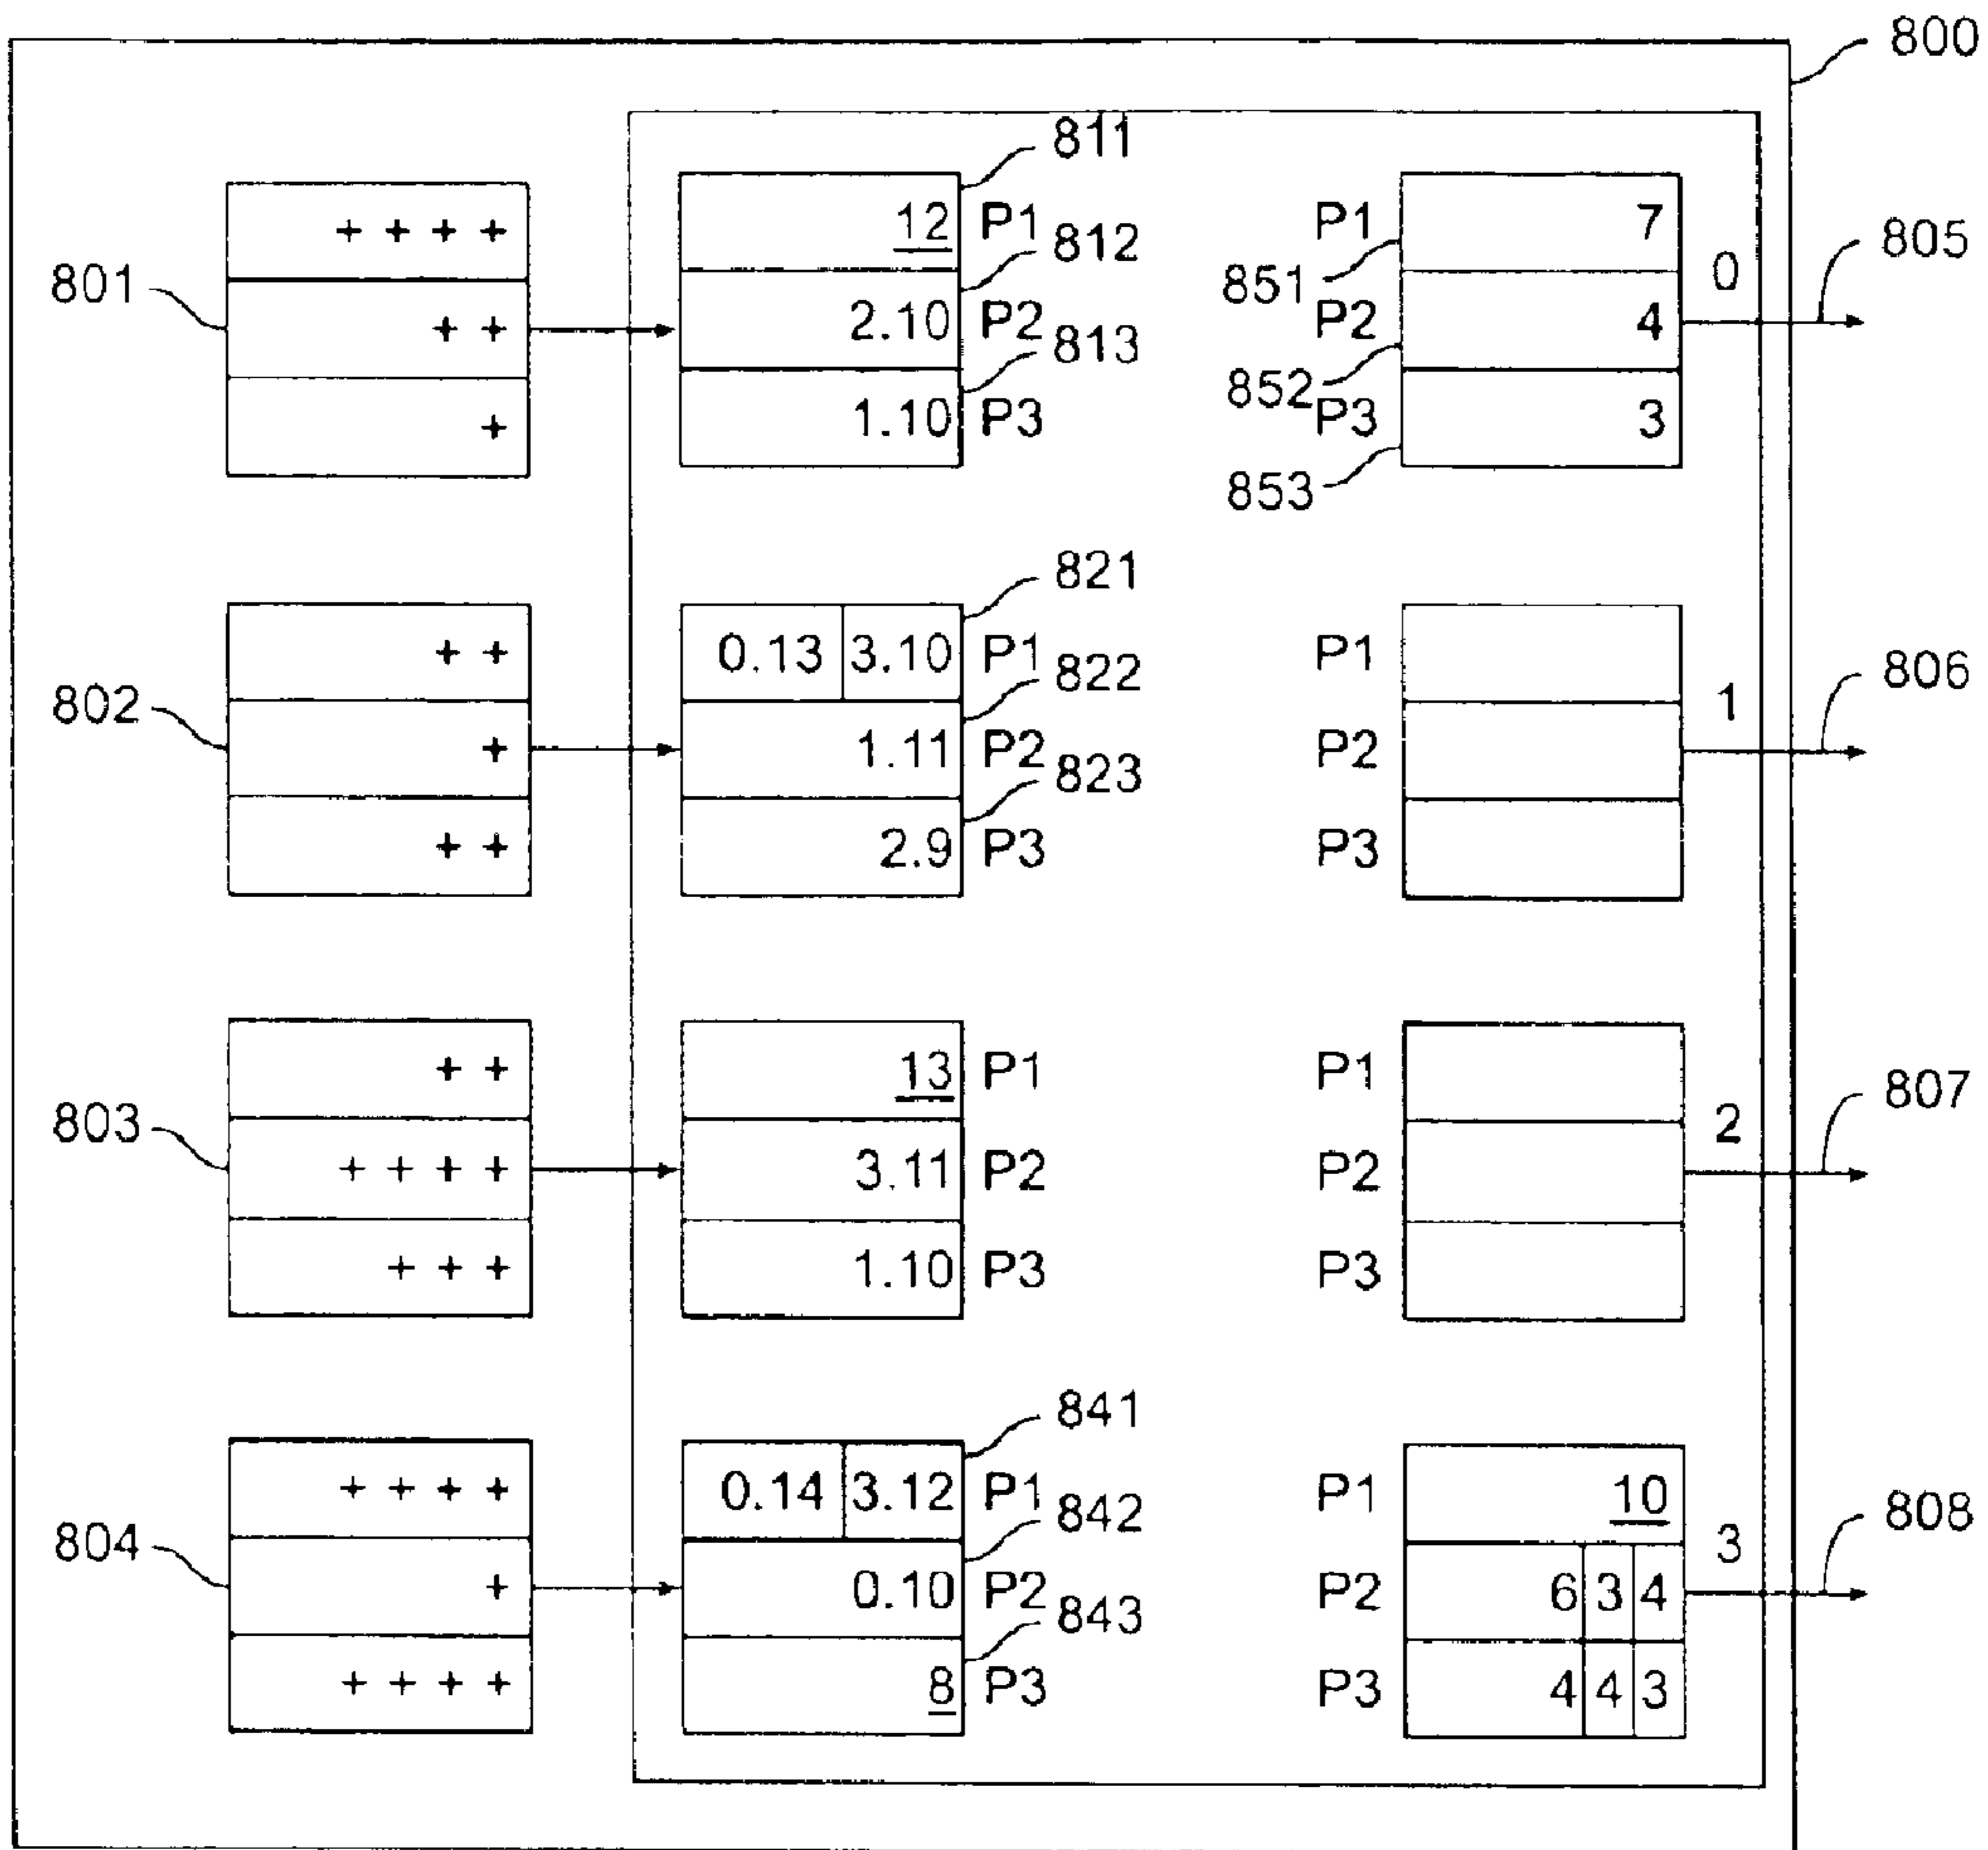 800
811
+ + + +
12 P1
P1 7
812
805
801
851
0
+ +
2.10 P2
P2 4
813
852
+
1.10 P3
P3 3
853
821
+ +
0.13 3.10 P1
P1
822
806
802
1
+
1.11 P2
P2
823
+ +
2.9 P3
P3
+ +
13 P1
P1
807
803
2
+ + + +
3.11 P2
P2
+ + +
1.10 P3
P3
841
+ + + +
0.14 3.12 P1
P1 10
842
808
804
3
+
0.10 P2
P2 6 3 4
843
+ + + +
8 P3
P3 4 4 3